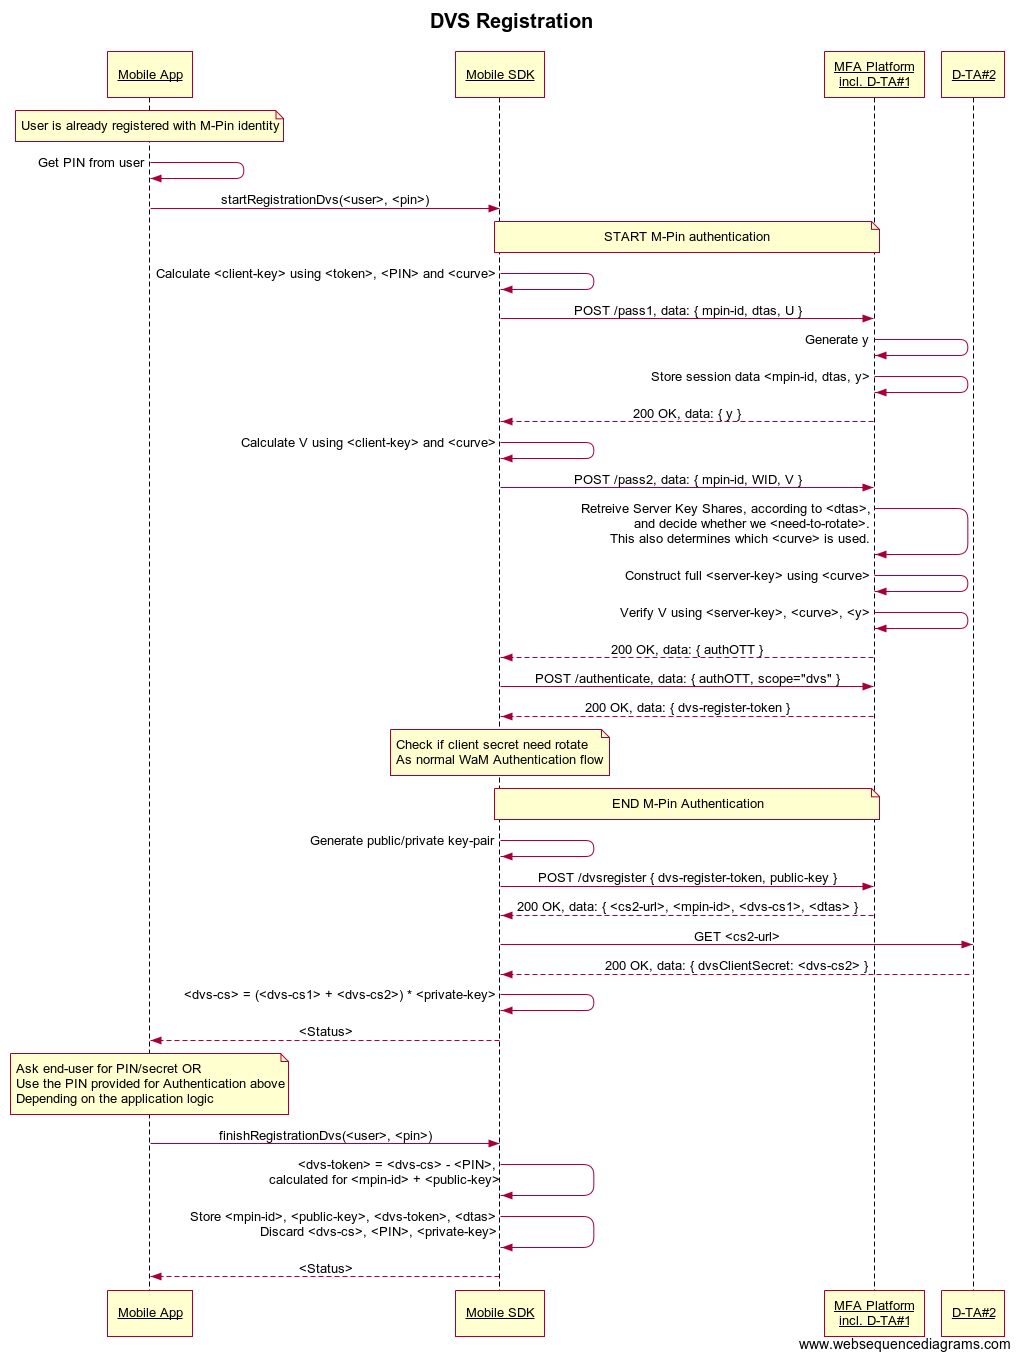 DVS Registration
Mobile App
Mobile SDK
MFA Platform
incl. D-TA#1
D-TA#2
User is already registered with M-Pin identity
Get PIN from user
startRegistrationDvs(<user>, <pin>)
START M-Pin authentication
Calculate <client-key> using <token>, <PIN> and <curve>
POST /pass1, data: { mpin-id, dtas, U }
Generate y
Store session data <mpin-id, dtas, y>
200 OK, data: { y }
Calculate V using <client-key> and <curve>
POST /pass2, data: { mpin-id, WID, V }
Retreive Server Key Shares, according to <dtas>,
and decide whether we <need-to-rotate>.
This also determines which <curve> is used.
Construct full <server-key> using <curve>
Verify V using <server-key>, <curve>, <y>
200 OK, data: { authOTT }
POST /authenticate, data: { authOTT, scope="dvs" }
200 OK, data: { dvs-register-token }
Check if client secret need rotate
As normal WaM Authentication flow
END M-Pin Authentication
Generate public/private key-pair
POST /dvsregister { dvs-register-token, public-key }
200 OK, data: { <cs2-url>, <mpin-id>, <dvs-cs1>, <dtas> }
GET <cs2-url>
200 OK, data: { dvsClientSecret: <dvs-cs2> }
<dvs-cs> = (<dvs-cs1> + <dvs-cs2>) * <private-key>
<Status>
Ask end-user for PIN/secret OR
Use the PIN provided for Authentication above
Depending on the application logic
finishRegistrationDvs(<user>, <pin>)
<dvs-token> = <dvs-cs> - <PIN>,
calculated for <mpin-id> + <public-key>
Store <mpin-id>, <public-key>, <dvs-token>, <dtas>
Discard <dvs-cs>, <PIN>, <private-key>
<Status>
Mobile App
Mobile SDK
MFA Platform
incl. D-TA#1
D-TA#2
www.websequencediagrams.com